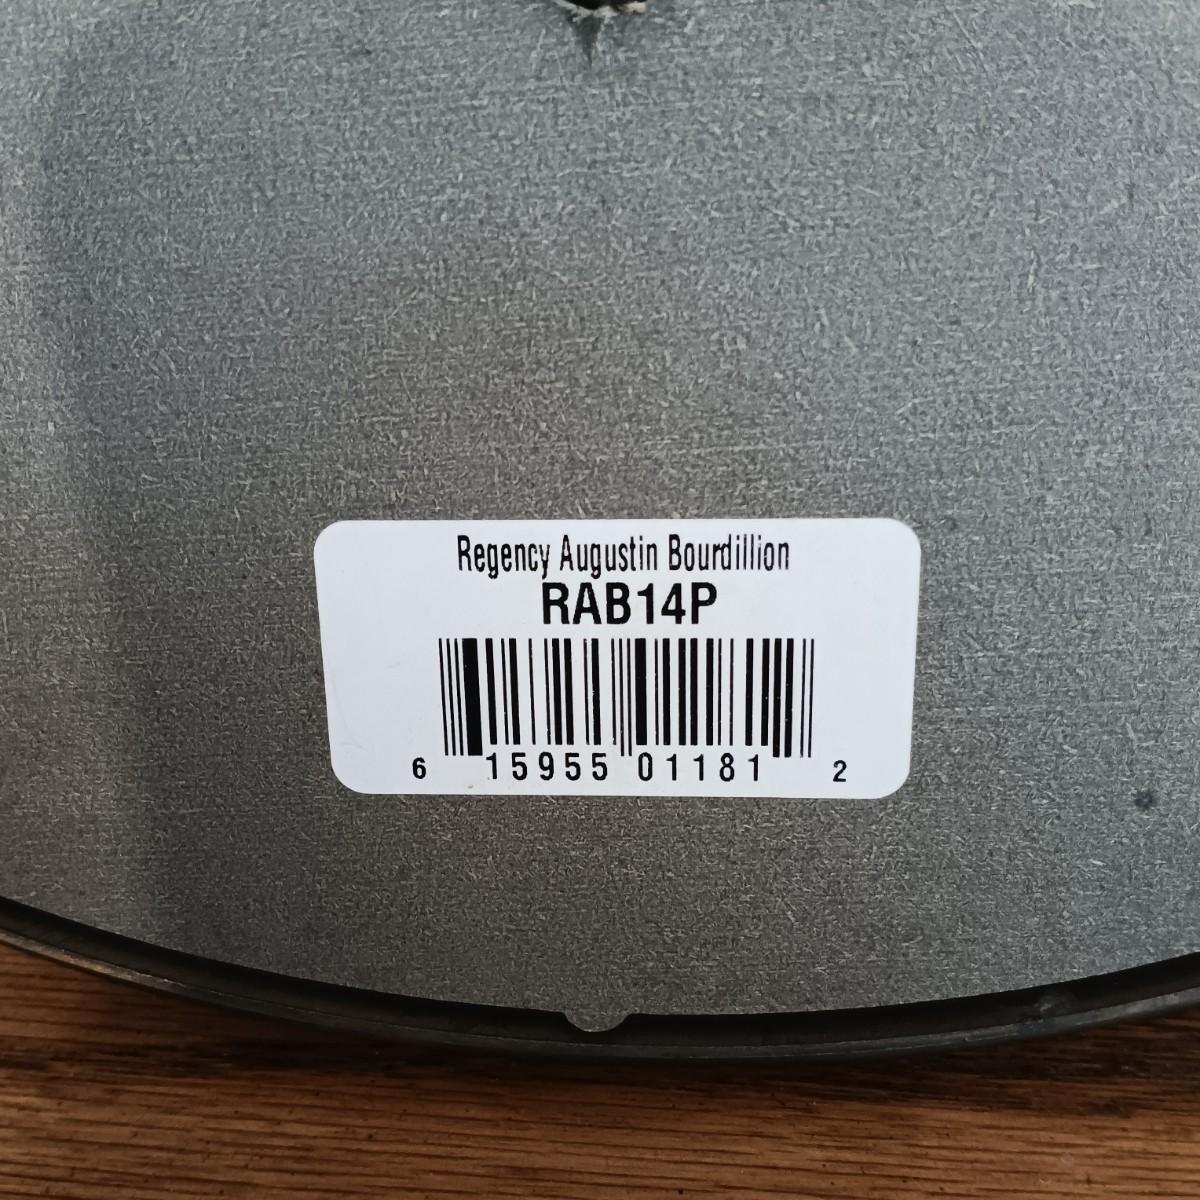 Regency Augustin Bourdillion
RAB14P
6 15955 01181 2